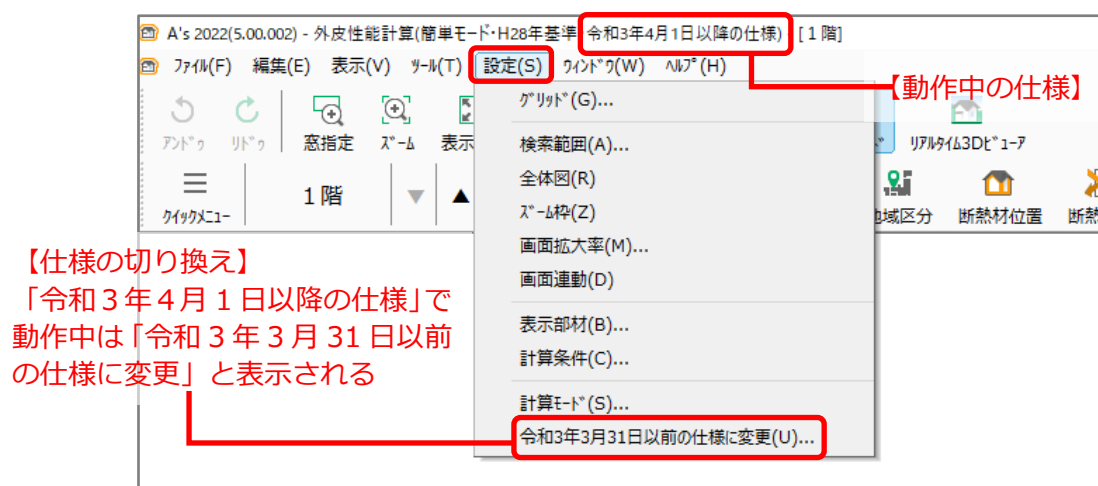 A's 2022(5.00.002) - 外皮性能計算(簡単モード・H28年基準・令和3年4月1日以降の仕様) - [1階]
ファイル(F) 編集(E) 表示(V) ツール(T) 設定(S) ウィンドウ(W) ヘルプ(H)
【動作中の仕様】
アンドゥ リドゥ 窓指定 ズーム 表示 リアルタイム3Dビューア
クイックメニュー 1階 ▼ ▲ 地域区分 断熱材位置 断熱
グリッド(G)...
検索範囲(A)...
全体図(R)
ズーム枠(Z)
画面拡大率(M)...
画面連動(D)
表示部材(B)...
計算条件(C)...
計算モード(S)...
令和3年3月31日以前の仕様に変更(U)...
【仕様の切り換え】
「令和3年4月1日以降の仕様」で
動作中は「令和3年3月31日以前
の仕様に変更」と表示される